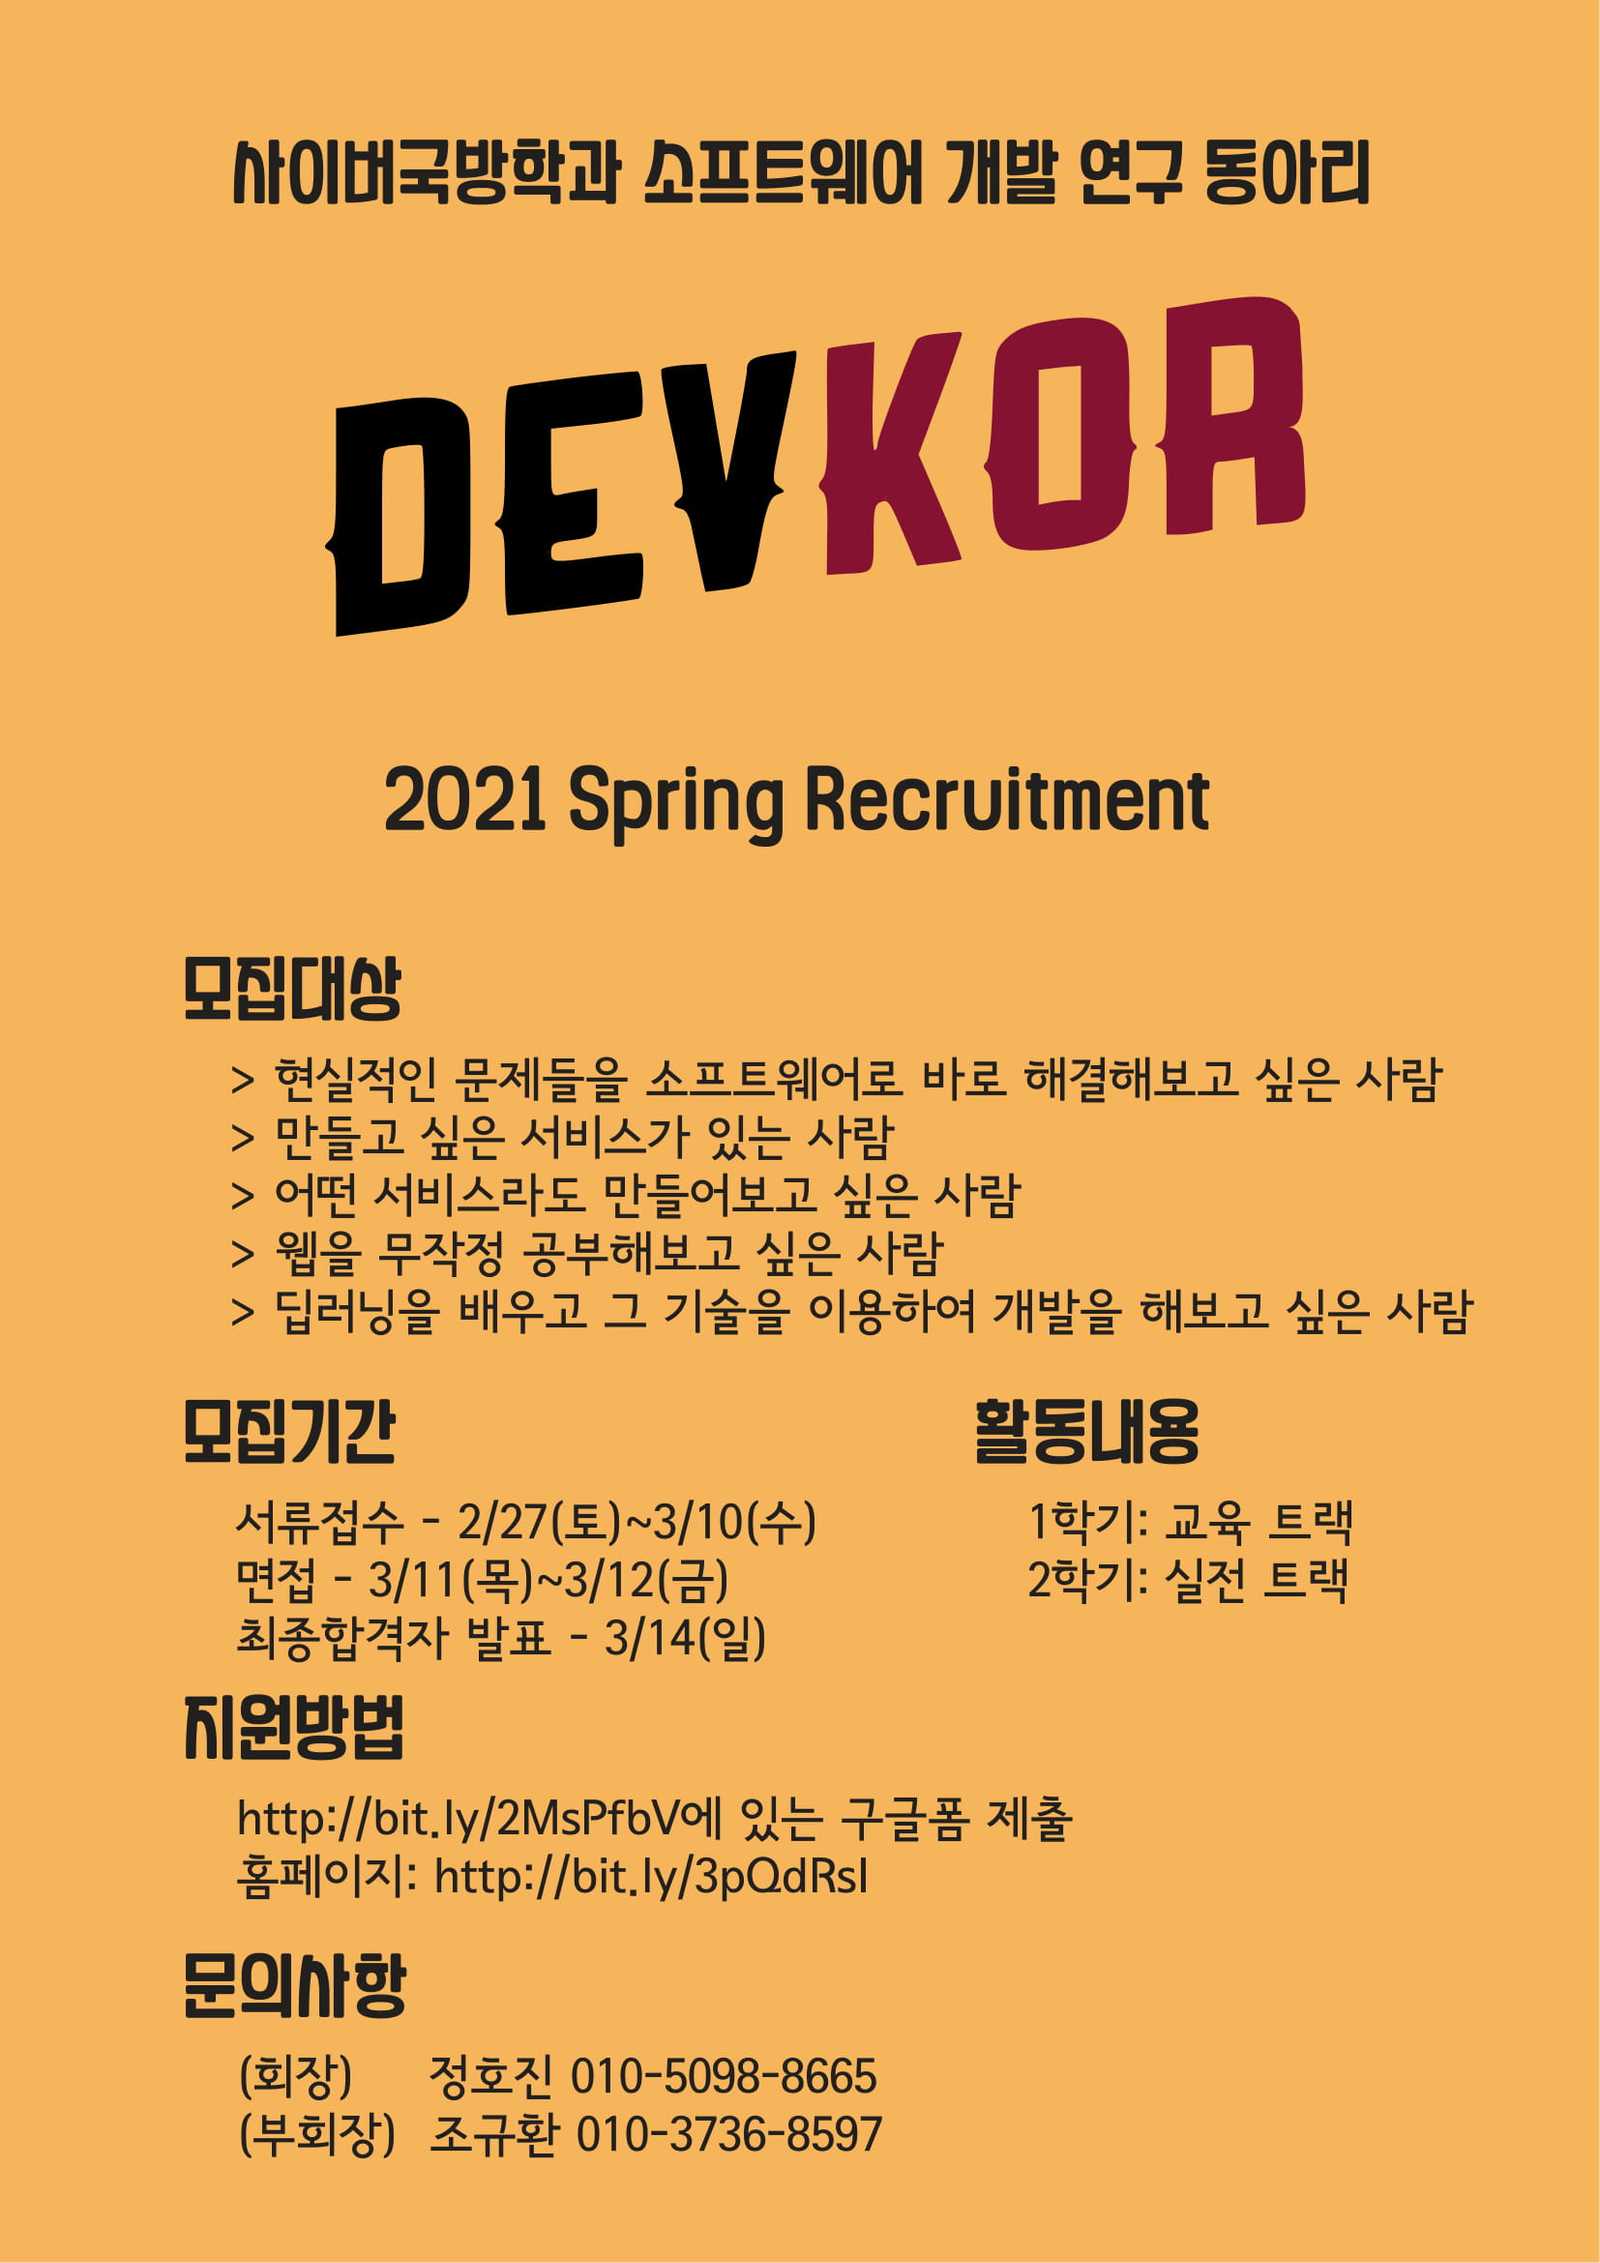 사이버국방학과 소프트웨어 개발 연구 동아리
DEVKOR
2021 Spring Recruitment
모집대상
> 현실적인 문제들을 소프트웨어로 바로 해결해보고 싶은 사람
> 만들고 싶은 서비스가 있는 사람
> 어떤 서비스라도 만들어보고 싶은 사람
> 웹을 무작정 공부해보고 싶은 사람
> 딥러닝을 배우고 그 기술을 이용하여 개발을 해보고 싶은 사람
모집기간
서류접수 - 2/27(토)~3/10(수)
면접 - 3/11(목)~3/12(금)
최종합격자 발표 - 3/14(일)
활동내용
1학기: 교육 트랙
2학기: 실전 트랙
지원방법
http://bit.ly/2MsPfbV에 있는 구글폼 제출
홈페이지: http://bit.ly/3pQdRsl
문의사항
(회장) 정호진 010-5098-8665
(부회장) 조규환 010-3736-8597